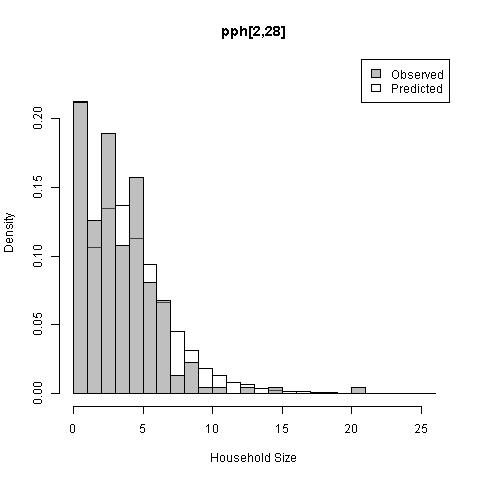 pph[2,28]
Observed
Predicted
0.20
0.15
0.10
0.05
0.00
Density
0 5 10 15 20 25
Household Size